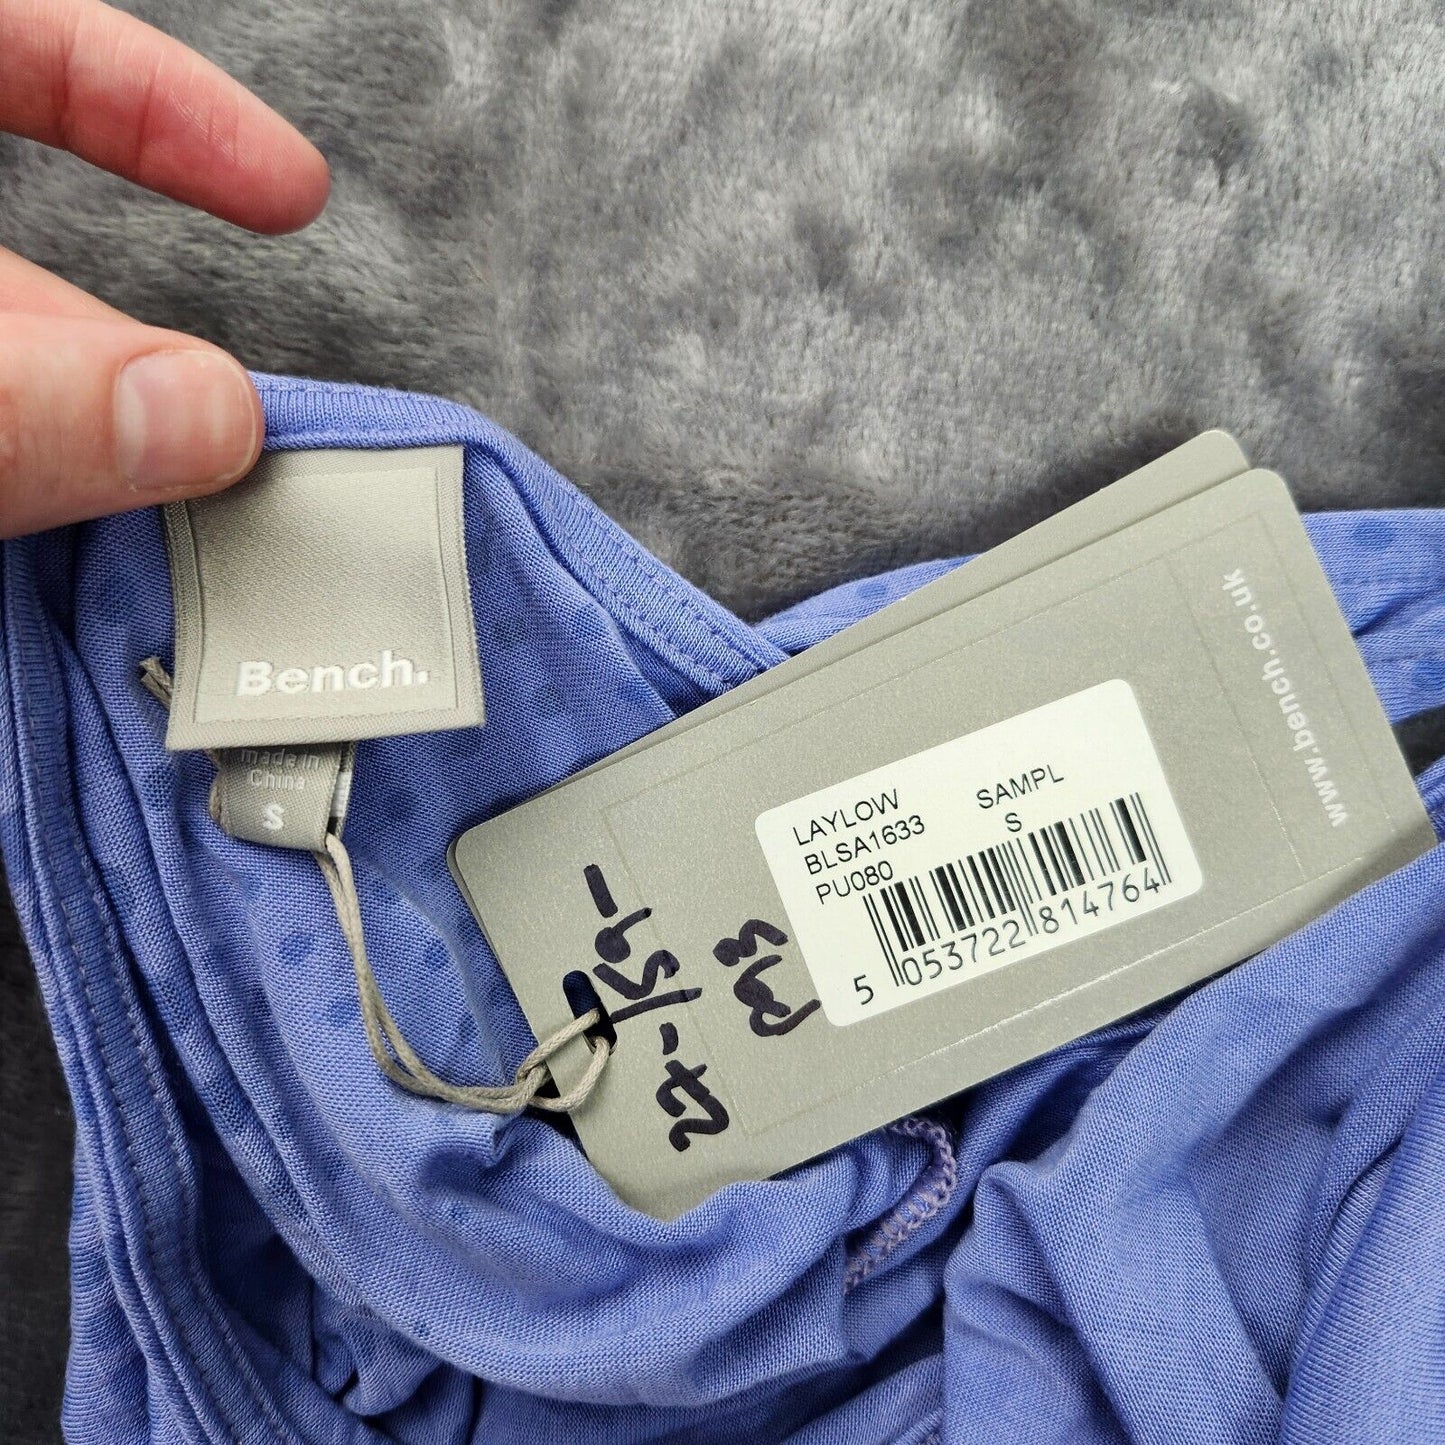 Bench.
made in
China
S
www.bench.co.uk
LAYLOW SAMPL
BLSA1633 S
PU080
5 053722 814764